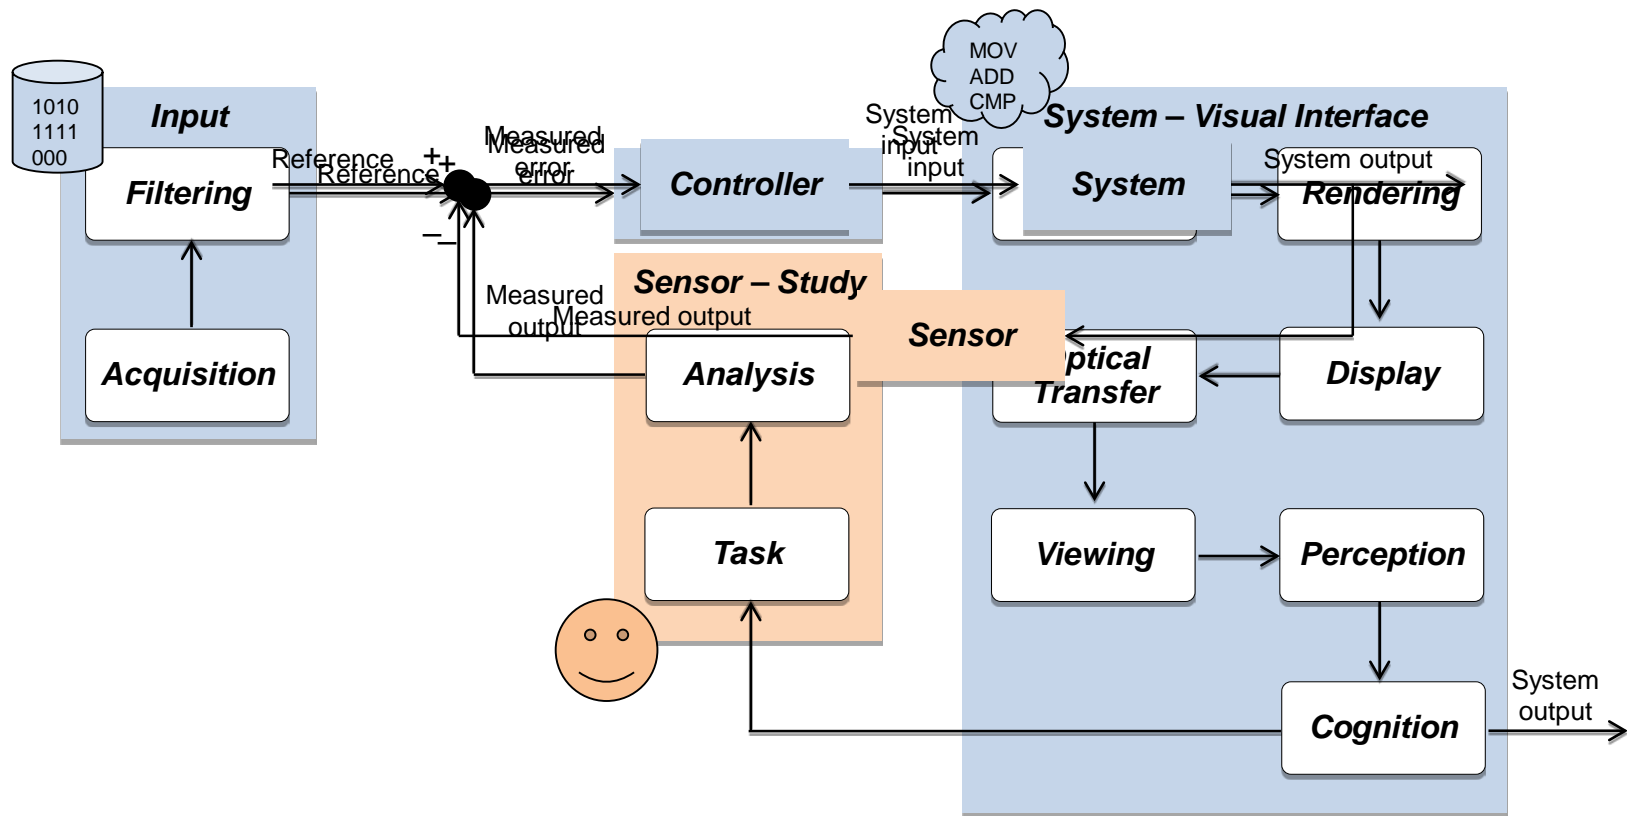 MOV
ADD
CMP
1010
1111
000
Input
System – Visual Interface
Reference
Reference
+
+
Measured
error
Measured
error
System
input
System
input
System output
Filtering
Controller
System
Rendering
–
–
Sensor – Study
Measured
output
Measured output
Sensor
Acquisition
Analysis
Transfer
Display
Task
Viewing
Perception
System
output
Cognition